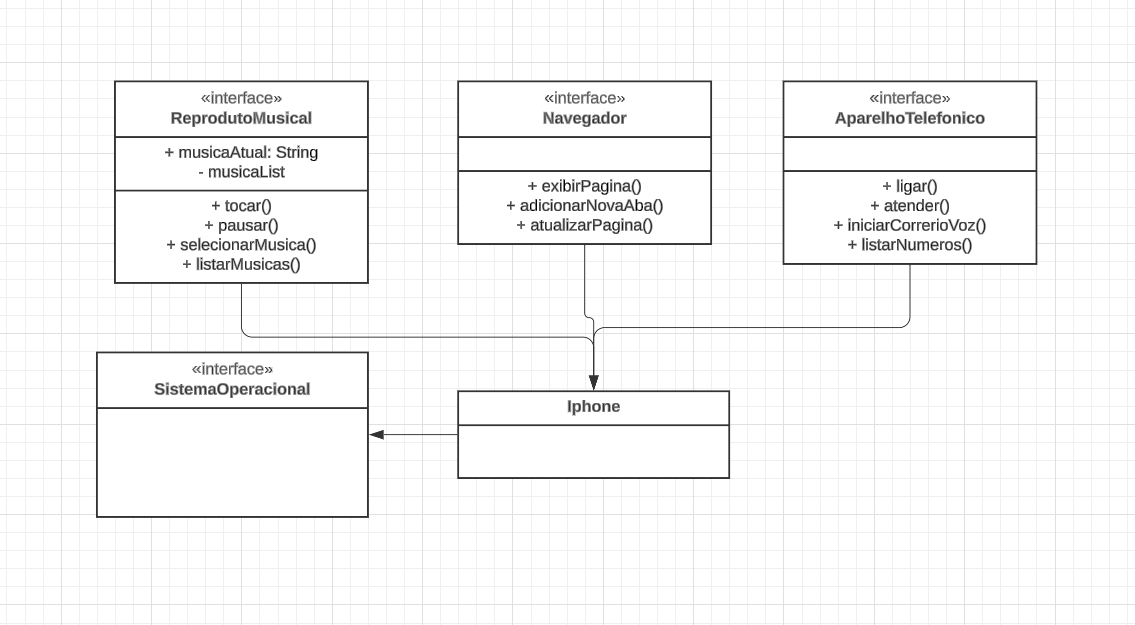 «interface»
ReprodutoMusical
+ musicaAtual: String
- musicaList
+ tocar()
+ pausar()
+ selecionarMusica()
+ listarMusicas()
«interface»
Navegador
+ exibirPagina()
+ adicionarNovaAba()
+ atualizarPagina()
«interface»
AparelhoTelefonico
+ ligar()
+ atender()
+ iniciarCorrerioVoz()
+ listarNumeros()
«interface»
SistemaOperacional
Iphone